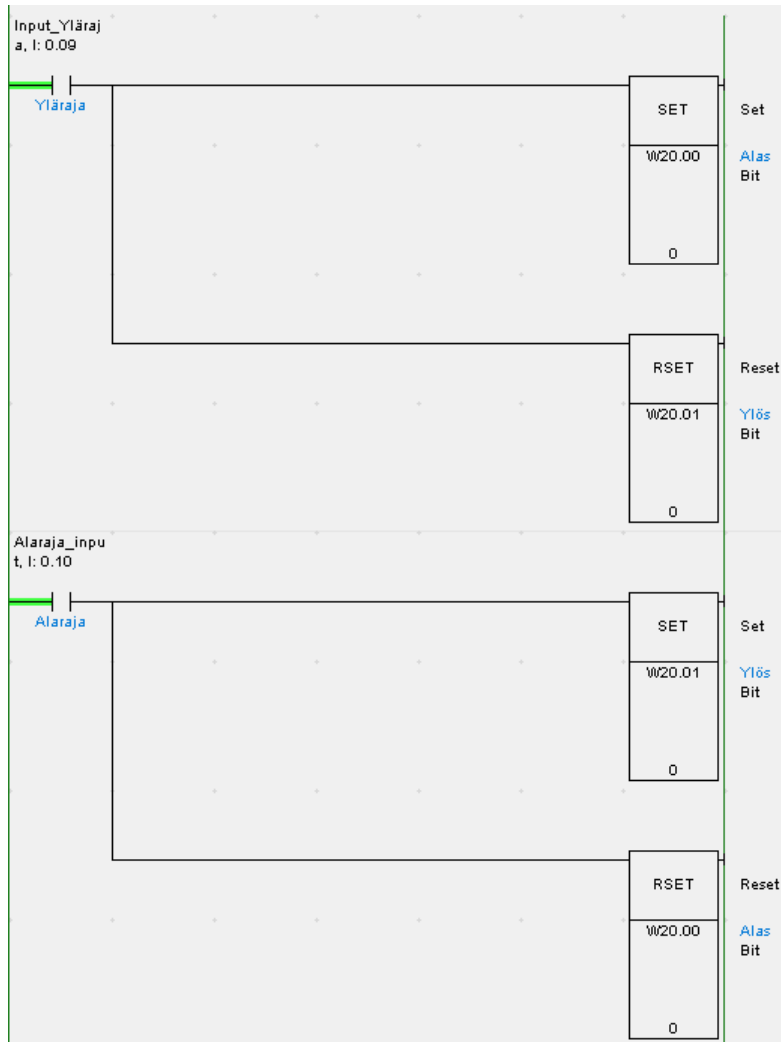 Input_Yläraj
a, I: 0.09
Yläraja
SET
Set
W20.00
Alas
Bit
0
RSET
Reset
W20.01
Ylös
Bit
0
Alaraja_inpu
t, I: 0.10
Alaraja
SET
Set
W20.01
Ylös
Bit
0
RSET
Reset
W20.00
Alas
Bit
0